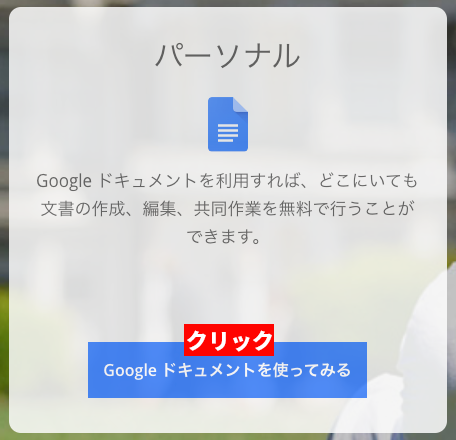 パーソナル
Google ドキュメントを利用すれば、どこにいても
文書の作成、編集、共同作業を無料で行うことが
できます。
クリック
Google ドキュメントを使ってみる